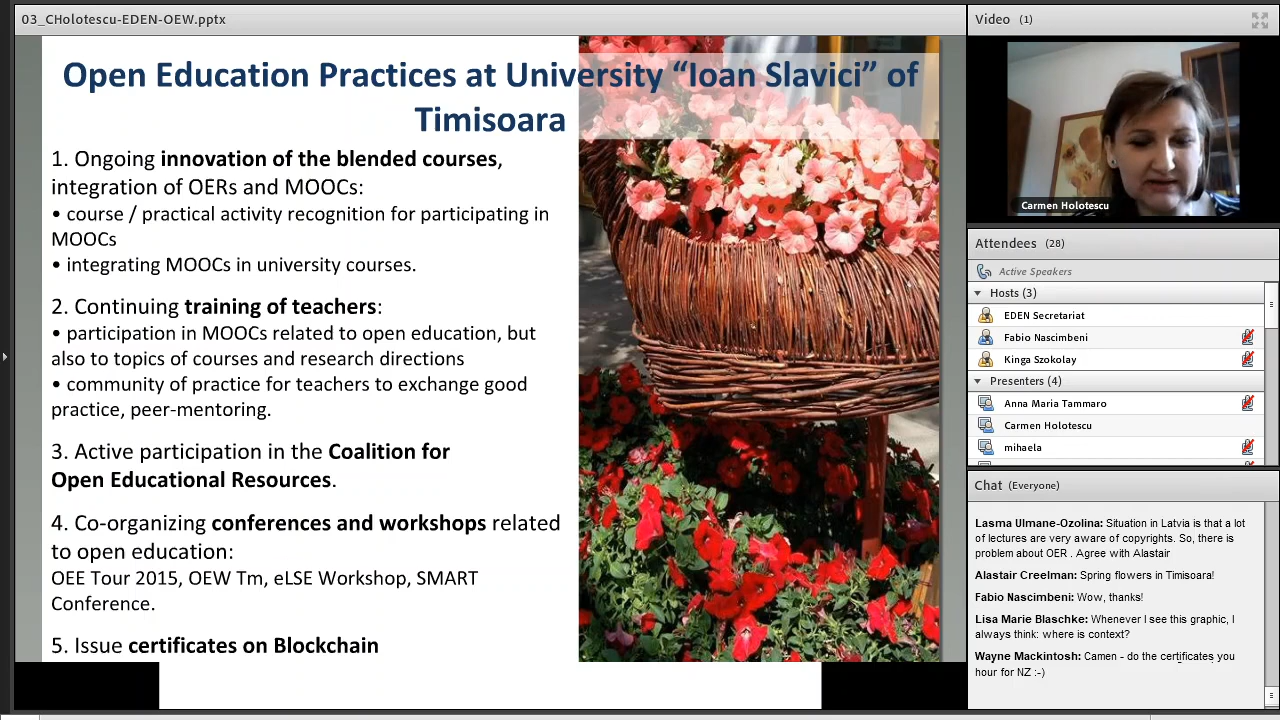 03_CHolotescu-EDEN-OEW.pptx
Open Education Practices at University “Ioan Slavici” of
Timisoara
1. Ongoing innovation of the blended courses,
integration of OERs and MOOCs:
• course / practical activity recognition for participating in
MOOCs
• integrating MOOCs in university courses.
2. Continuing training of teachers:
• participation in MOOCs related to open education, but
also to topics of courses and research directions
• community of practice for teachers to exchange good
practice, peer-mentoring.
3. Active participation in the Coalition for
Open Educational Resources.
4. Co-organizing conferences and workshops related
to open education:
OEE Tour 2015, OEW Tm, eLSE Workshop, SMART
Conference.
5. Issue certificates on Blockchain
Video (1)
Carmen Holotescu
Attendees (28)
Active Speakers
Hosts (3)
EDEN Secretariat
Fabio Nascimbeni
Kinga Szokolay
Presenters (4)
Anna Maria Tammaro
Carmen Holotescu
mihaela
Chat (Everyone)
Lasma Ulmane-Ozolina: Situation in Latvia is that a lot
of lectures are very aware of copyrights. So, there is
problem about OER . Agree with Alastair
Alastair Creelman: Spring flowers in Timisoara!
Fabio Nascimbeni: Wow, thanks!
Lisa Marie Blaschke: Whenever I see this graphic, I
always think: where is context?
Wayne Mackintosh: Camen - do the certificates you
hour for NZ :-)